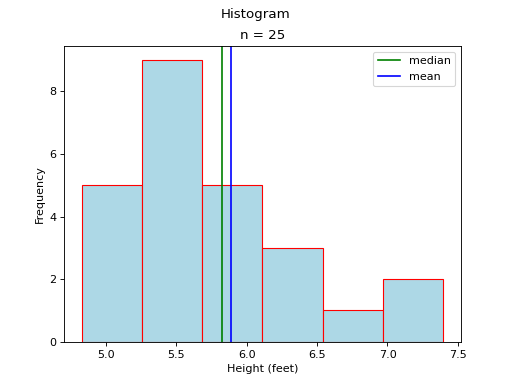 Histogram
n = 25
median
mean
8
6
4
2
0
Frequency
5.0 5.5 6.0 6.5 7.0 7.5
Height (feet)